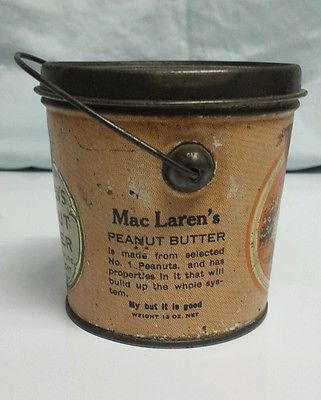 Mac Laren's
PEANUT BUTTER
is made from selected
No. 1 Peanuts, and has
properties in it that will
build up the whole sys-
tem.
My but it is good
WEIGHT 13 OZ. NET